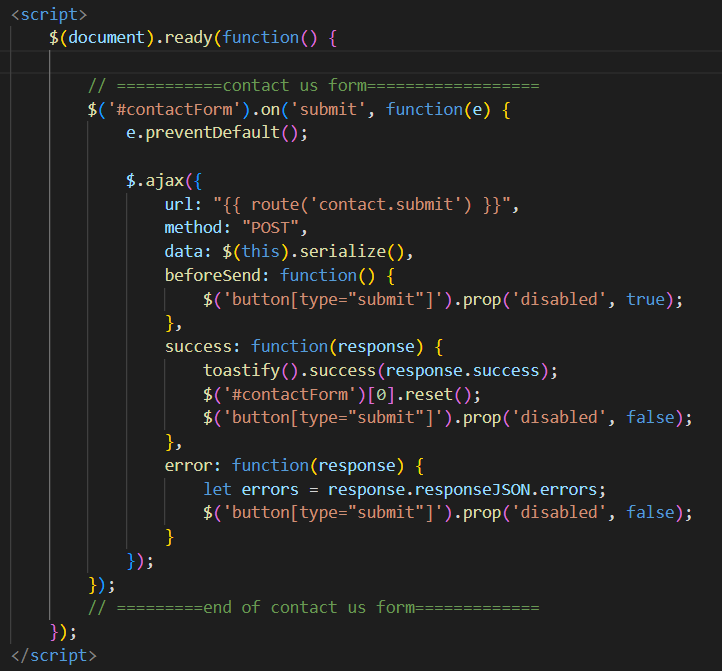 <script>
$(document).ready(function() {
// ===========contact us form==================
$('#contactForm').on('submit', function(e) {
e.preventDefault();
$.ajax({
url: "{{ route('contact.submit') }}",
method: "POST",
data: $(this).serialize(),
beforeSend: function() {
$('button[type="submit"]').prop('disabled', true);
},
success: function(response) {
toastify().success(response.success);
$('#contactForm')[0].reset();
$('button[type="submit"]').prop('disabled', false);
},
error: function(response) {
let errors = response.responseJSON.errors;
$('button[type="submit"]').prop('disabled', false);
}
});
});
// =========end of contact us form=============
});
</script>